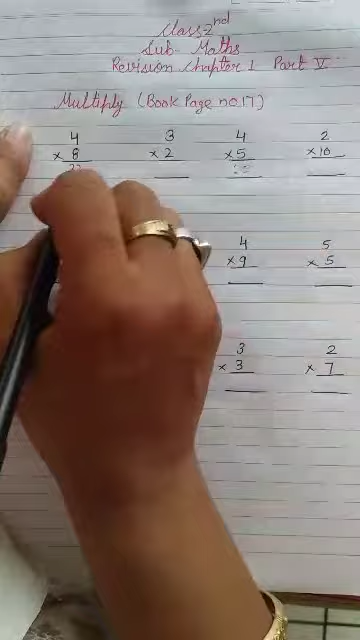 Class 2nd
Sub- Maths
Revision Chapter 1 Part V
Multiply (Book Page no. 17)
4 3 4 2
× 8 × 2 × 5 × 10
4 5
× 9 × 5
3 2
× 3 × 7